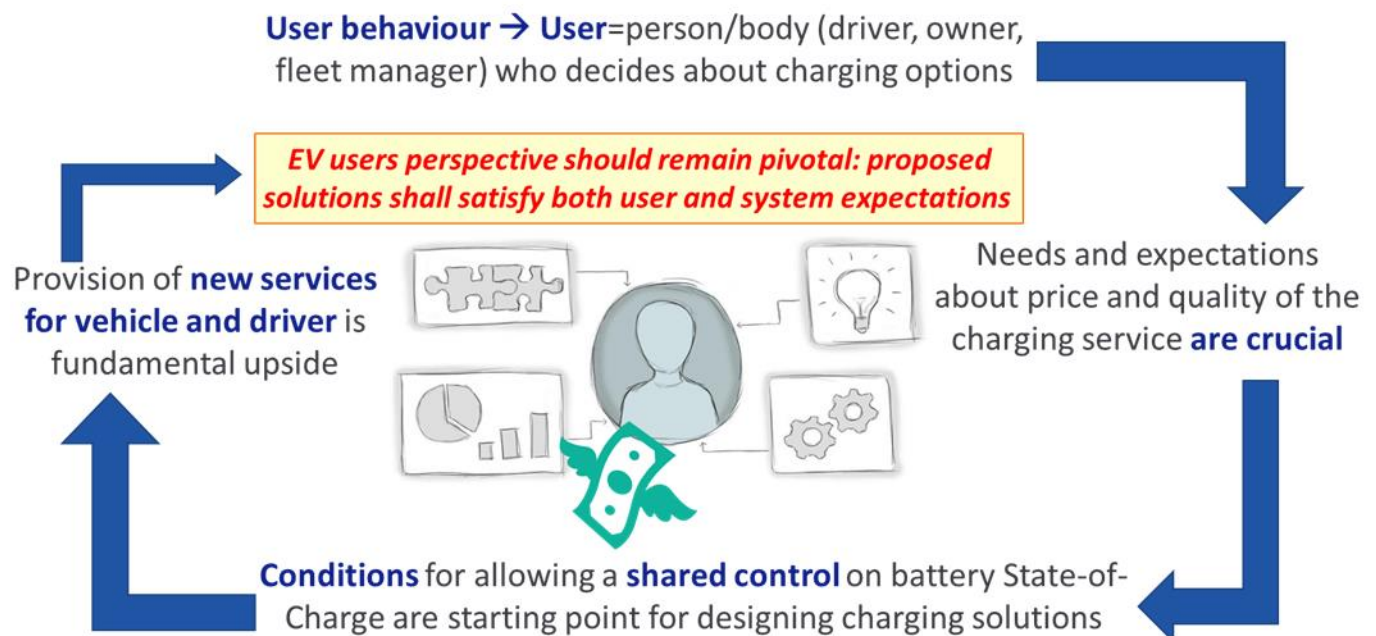 User behaviour → User=person/body (driver, owner,
fleet manager) who decides about charging options
EV users perspective should remain pivotal: proposed
solutions shall satisfy both user and system expectations
Needs and expectations
about price and quality of the
charging service are crucial
Conditions for allowing a shared control on battery State-of-
Charge are starting point for designing charging solutions
Provision of new services
for vehicle and driver is
fundamental upside